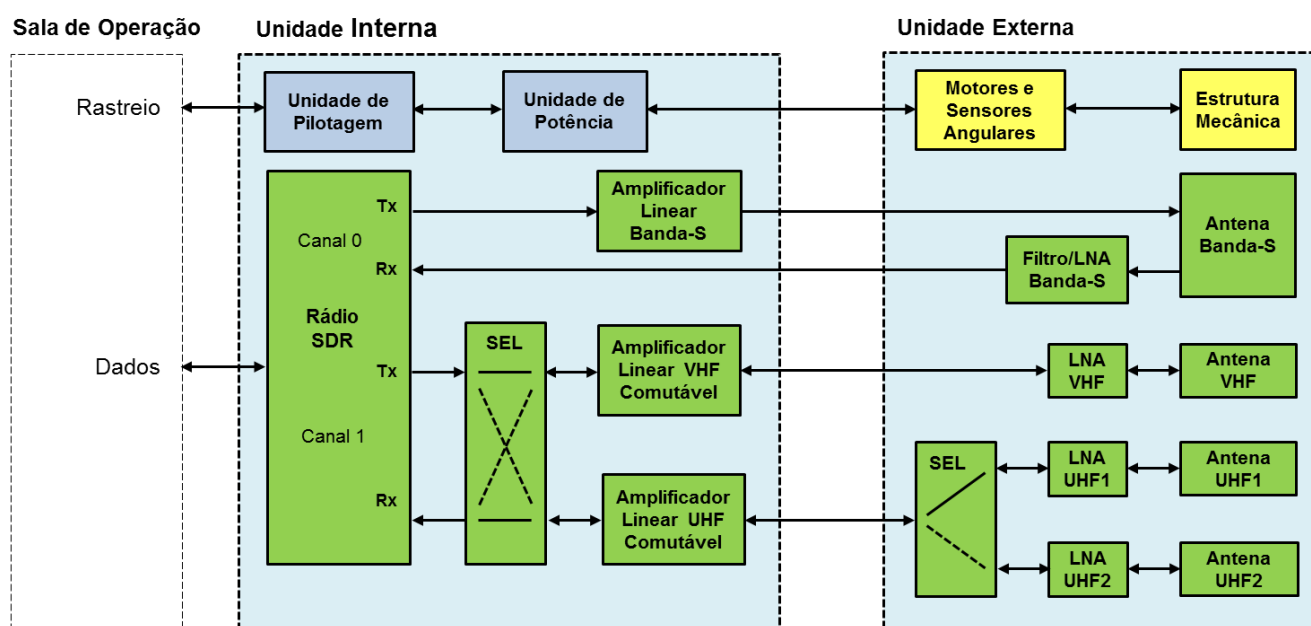 Sala de Operação
Unidade Interna
Unidade Externa
Rastreio
Unidade de
Pilotagem
Unidade de
Potência
Motores e
Sensores
Angulares
Estrutura
Mecânica
Tx
Canal 0
Rx
Amplificador
Linear
Banda-S
Filtro/LNA
Banda-S
Antena
Banda-S
Dados
Rádio
SDR
Tx
Canal 1
Rx
SEL
Amplificador
Linear VHF
Comutável
LNA
VHF
Antena
VHF
Amplificador
Linear UHF
Comutável
SEL
LNA
UHF1
Antena
UHF1
LNA
UHF2
Antena
UHF2